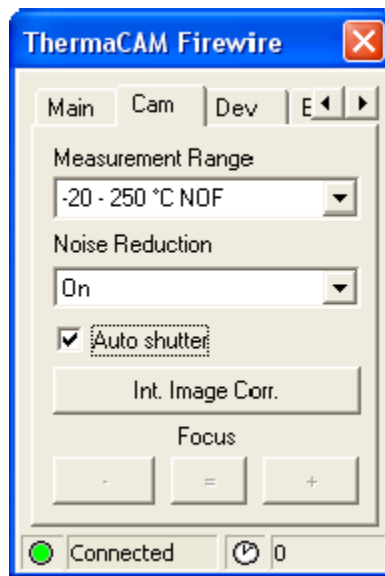 ThermaCAM Firewire
Main Cam Dev
Measurement Range
-20 - 250 °C NOF
Noise Reduction
On
Auto shutter
Int. Image Corr.
Focus
- = +
Connected 0